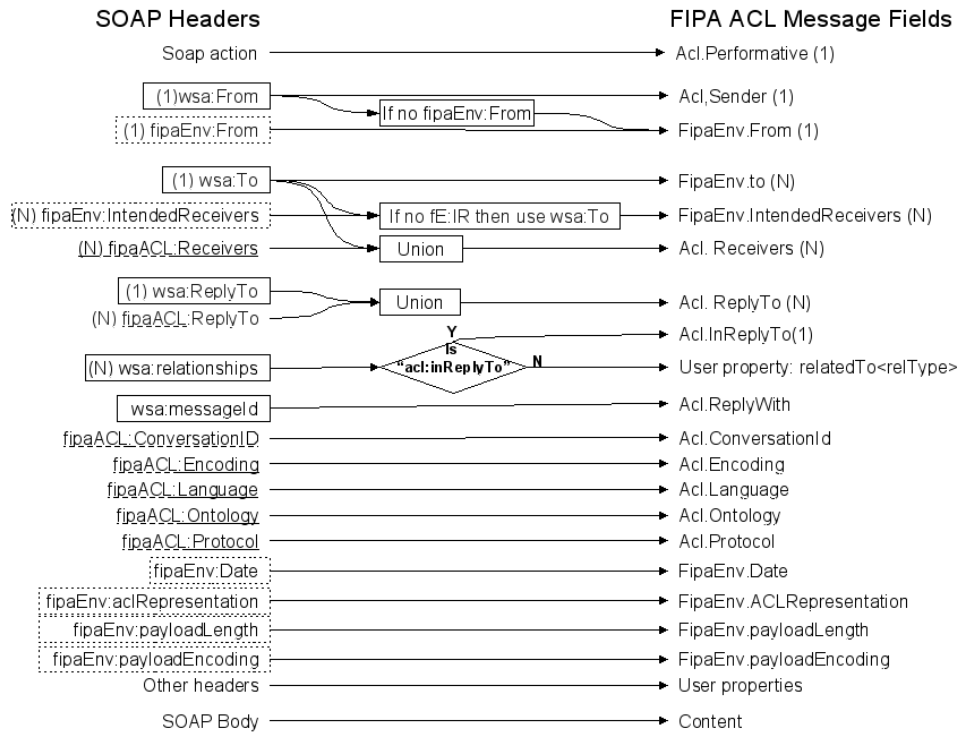 SOAP Headers FIPA ACL Message Fields
Soap action Acl.Performative (1)
(1)wsa:From Acl,Sender (1)
If no fipaEnv:From
(1) fipaEnv:From FipaEnv.From (1)
(1) wsa:To FipaEnv.to (N)
(N) fipaEnv:IntendedReceivers If no fE:IR then use wsa:To FipaEnv.IntendedReceivers (N)
(N) fipaACL:Receivers Union Acl. Receivers (N)
(1) wsa:ReplyTo
Union Acl. ReplyTo (N)
(N) fipaACL:ReplyTo
Y Acl.InReplyTo(1)
Is
(N) wsa:relationships "acl:inReplyTo" N User property: relatedTo<relType>
wsa:messageId Acl.ReplyWith
fipaACL:ConversationID Acl.ConversationId
fipaACL:Encoding Acl.Encoding
fipaACL:Language Acl.Language
fipaACL:Ontology Acl.Ontology
fipaACL:Protocol Acl.Protocol
fipaEnv:Date FipaEnv.Date
fipaEnv:aclRepresentation FipaEnv.ACLRepresentation
fipaEnv:payloadLength FipaEnv.payloadLength
fipaEnv:payloadEncoding FipaEnv.payloadEncoding
Other headers User properties
SOAP Body Content